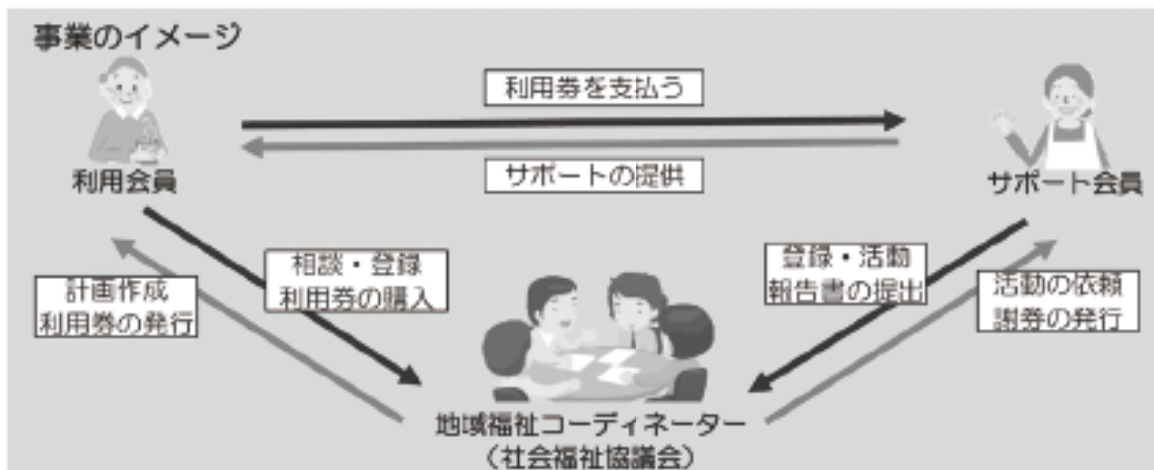 事業のイメージ
利用券を支払う
サポートの提供
利用会員
サポート会員
相談・登録
利用券の購入
計画作成
利用券の発行
登録・活動
報告書の提出
活動の依頼
謝券の発行
地域福祉コーディネーター
（社会福祉協議会）